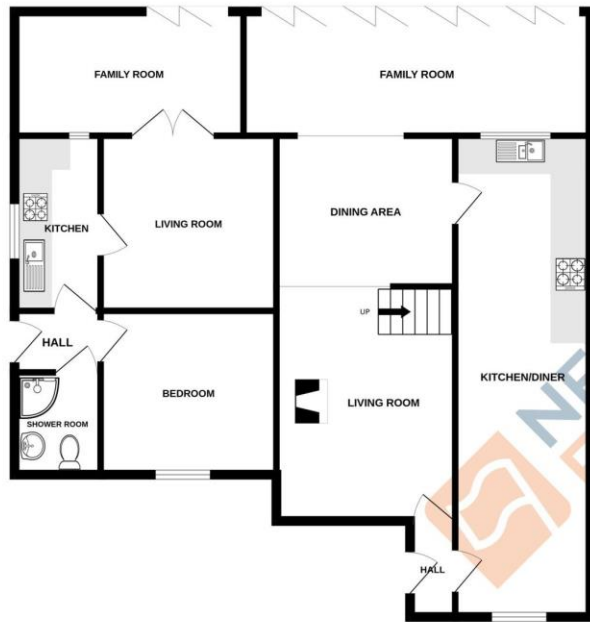 FAMILY ROOM
FAMILY ROOM
KITCHEN
LIVING ROOM
DINING AREA
UP
HALL
BEDROOM
LIVING ROOM
KITCHEN/DINER
SHOWER ROOM
HALL